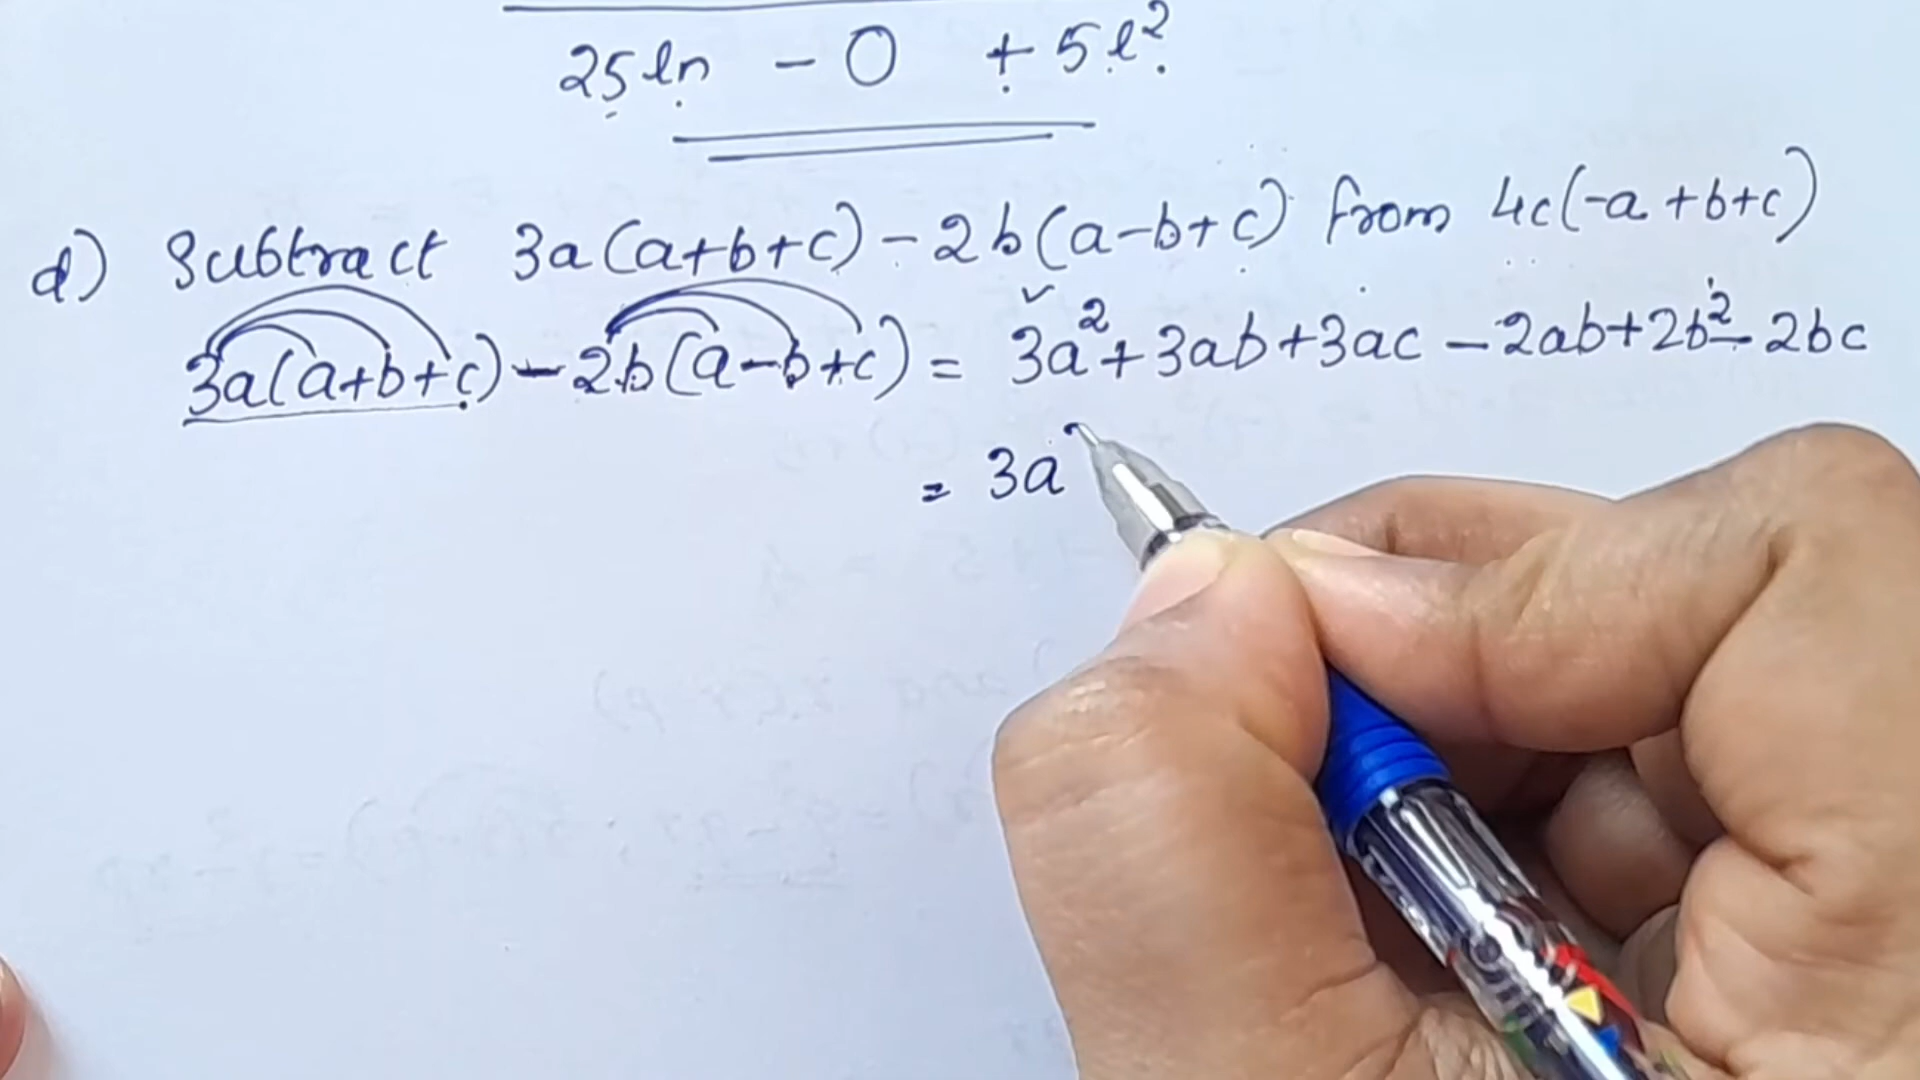 25ln - 0 + 5l²
d) Subtract 3a(a+b+c) - 2b(a-b+c) from 4c(-a+b+c)
3a(a+b+c) - 2b(a-b+c) = 3a² + 3ab + 3ac - 2ab + 2b² - 2bc
= 3a